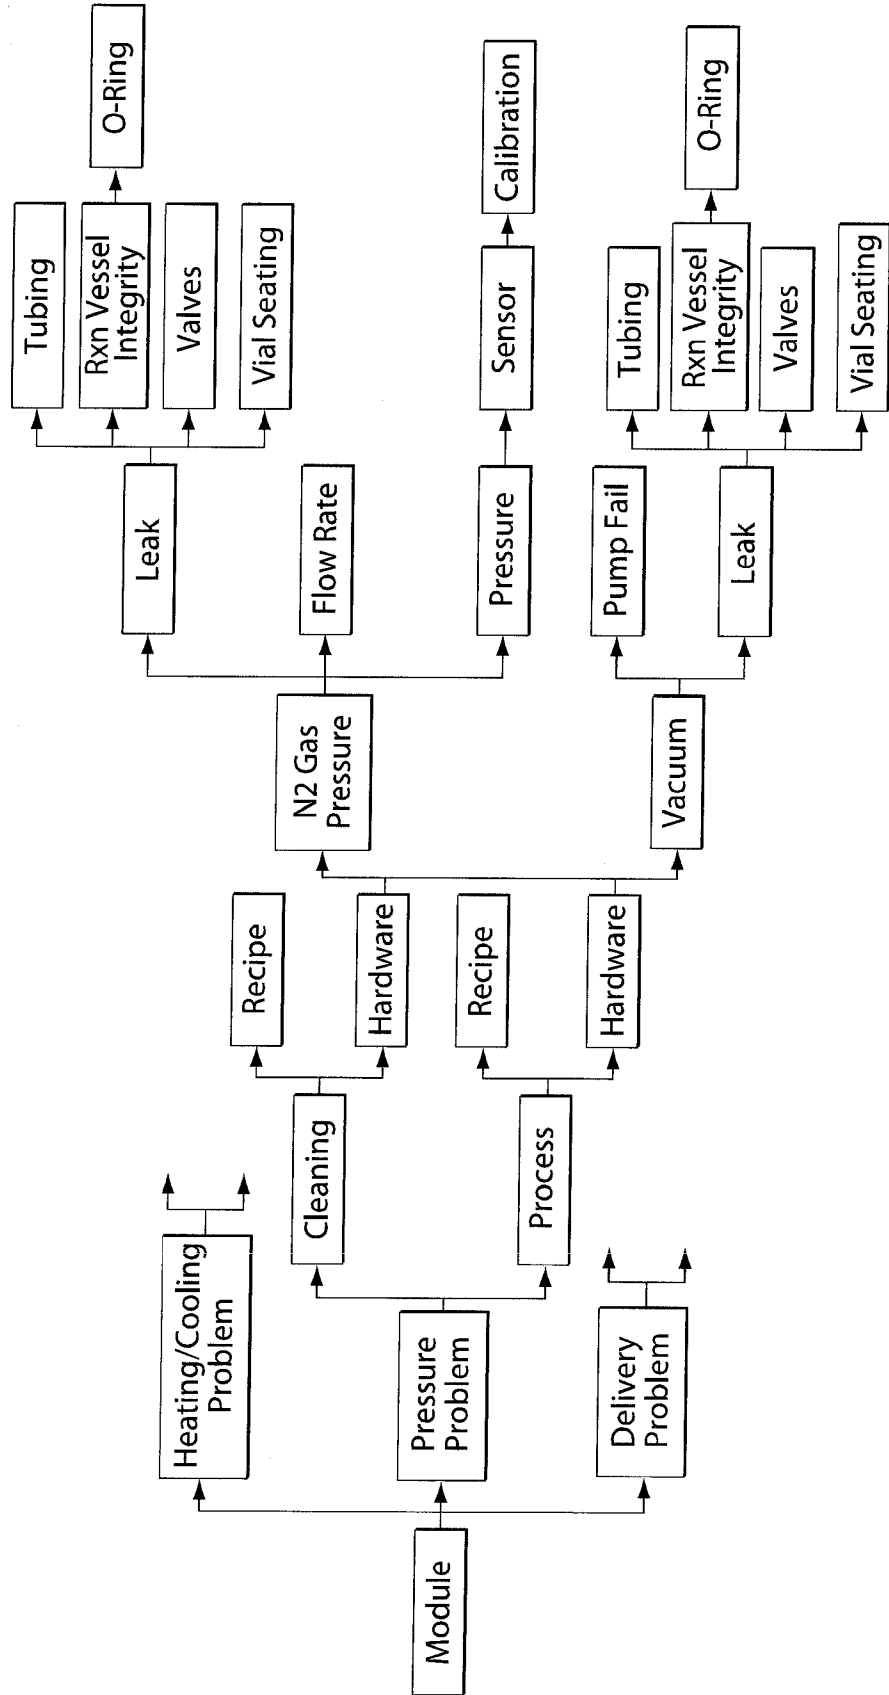 Module
Heating/Cooling
Problem
Pressure
Problem
Delivery
Problem
Cleaning
Process
Recipe
Hardware
Recipe
Hardware
N2 Gas
Pressure
Vacuum
Leak
Flow Rate
Pressure
Pump Fail
Leak
Tubing
Rxn Vessel
Integrity
Valves
Vial Seating
O-Ring
Sensor
Calibration
Tubing
Rxn Vessel
Integrity
Valves
Vial Seating
O-Ring